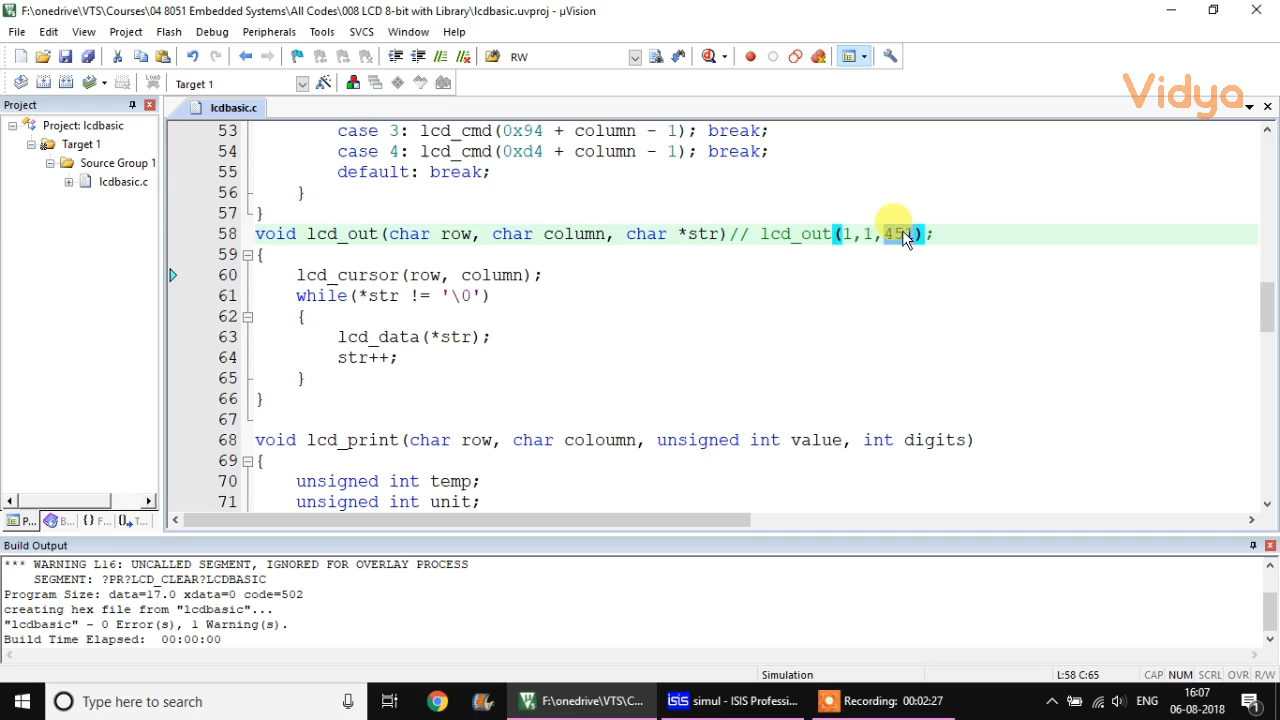 F:\onedrive\VTS\Courses\04 8051 Embedded Systems\All Codes\008 LCD 8-bit with Library\lcdbasic.uvproj - µVision
File Edit View Project Flash Debug Peripherals Tools SVCS Window Help
RW
LOAD Target 1
Vidya
Project
lcdbasic.c
Project: lcdbasic
Target 1
Source Group 1
lcdbasic.c
53 case 3: lcd_cmd(0x94 + column - 1); break;
54 case 4: lcd_cmd(0xd4 + column - 1); break;
55 default: break;
56 }
57 }
58 void lcd_out(char row, char column, char *str)// lcd_out(1,1,451);
59 {
60 lcd_cursor(row, column);
61 while(*str != '\0')
62 {
63 lcd_data(*str);
64 str++;
65 }
66 }
67
68 void lcd_print(char row, char coloumn, unsigned int value, int digits)
69 {
70 unsigned int temp;
71 unsigned int unit;
P... B... {} F... T...
Build Output
*** WARNING L16: UNCALLED SEGMENT, IGNORED FOR OVERLAY PROCESS
SEGMENT: ?PR?LCD_CLEAR?LCDBASIC
Program Size: data=17.0 xdata=0 code=502
creating hex file from "lcdbasic"...
"lcdbasic" - 0 Error(s), 1 Warning(s).
Build Time Elapsed: 00:00:00
Simulation L:58 C:65 CAP NUM SCRL OVR R/W
Type here to search
F:\onedrive\VTS\C...
isis simul - ISIS Professi...
Recording: 00:02:27
ENG
16:07
06-08-2018
1